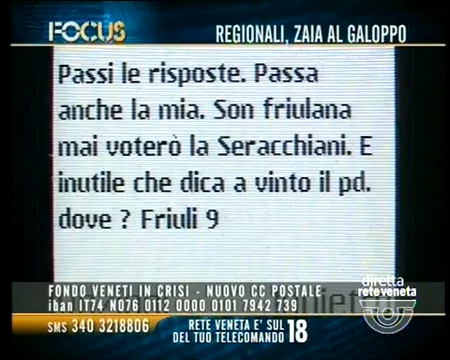 FOCUS
REGIONALI, ZAIA AL GALOPPO
Passi le risposte. Passa
anche la mia. Son friulana
mai voterò la Seracchiani. E
inutile che dica a vinto il pd.
dove ? Friuli 9
FONDO VENETI IN CRISI - NUOVO CC POSTALE
iban IT74 N076 0112 0000 0101 7942 739
diretta
reteveneta
SMS 340 3218806
RETE VENETA E' SUL
DEL TUO TELECOMANDO 18